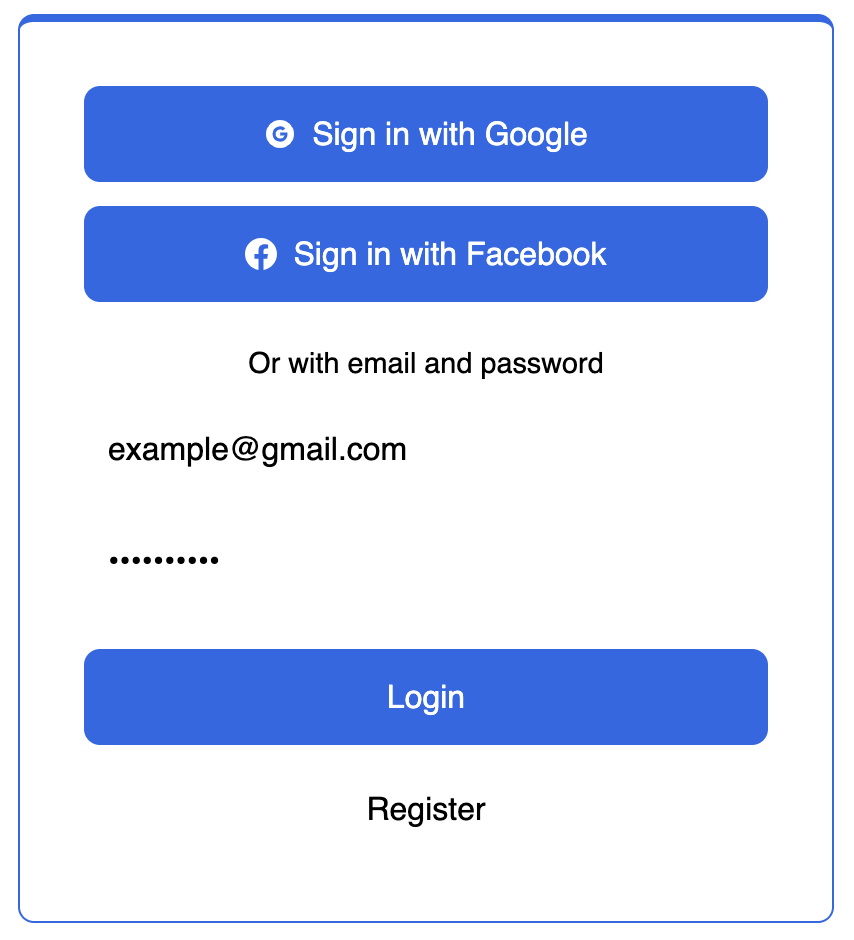 Sign in with Google
Sign in with Facebook
Or with email and password
example@gmail.com
••••••••••
Login
Register